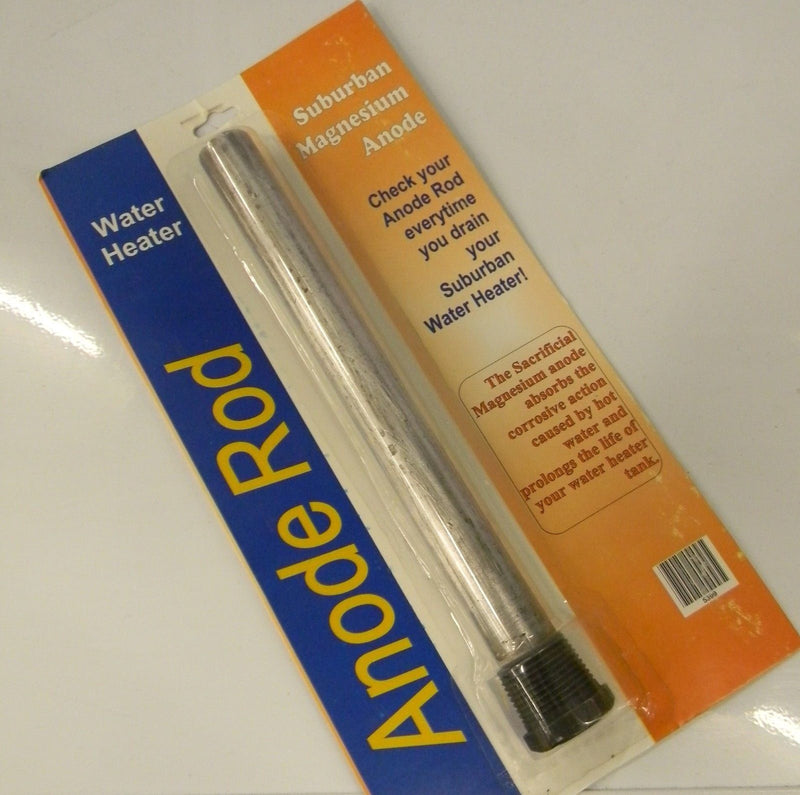 Water
Heater
Anode Rod
Suburban
Magnesium
Anode
Check your
Anode Rod
everytime
you drain
your
Suburban
Water Heater!
The Sacrificial
Magnesium anode
absorbs the
corrosive action
caused by hot
water and
prolongs the life of
your water heater
tank.
5399